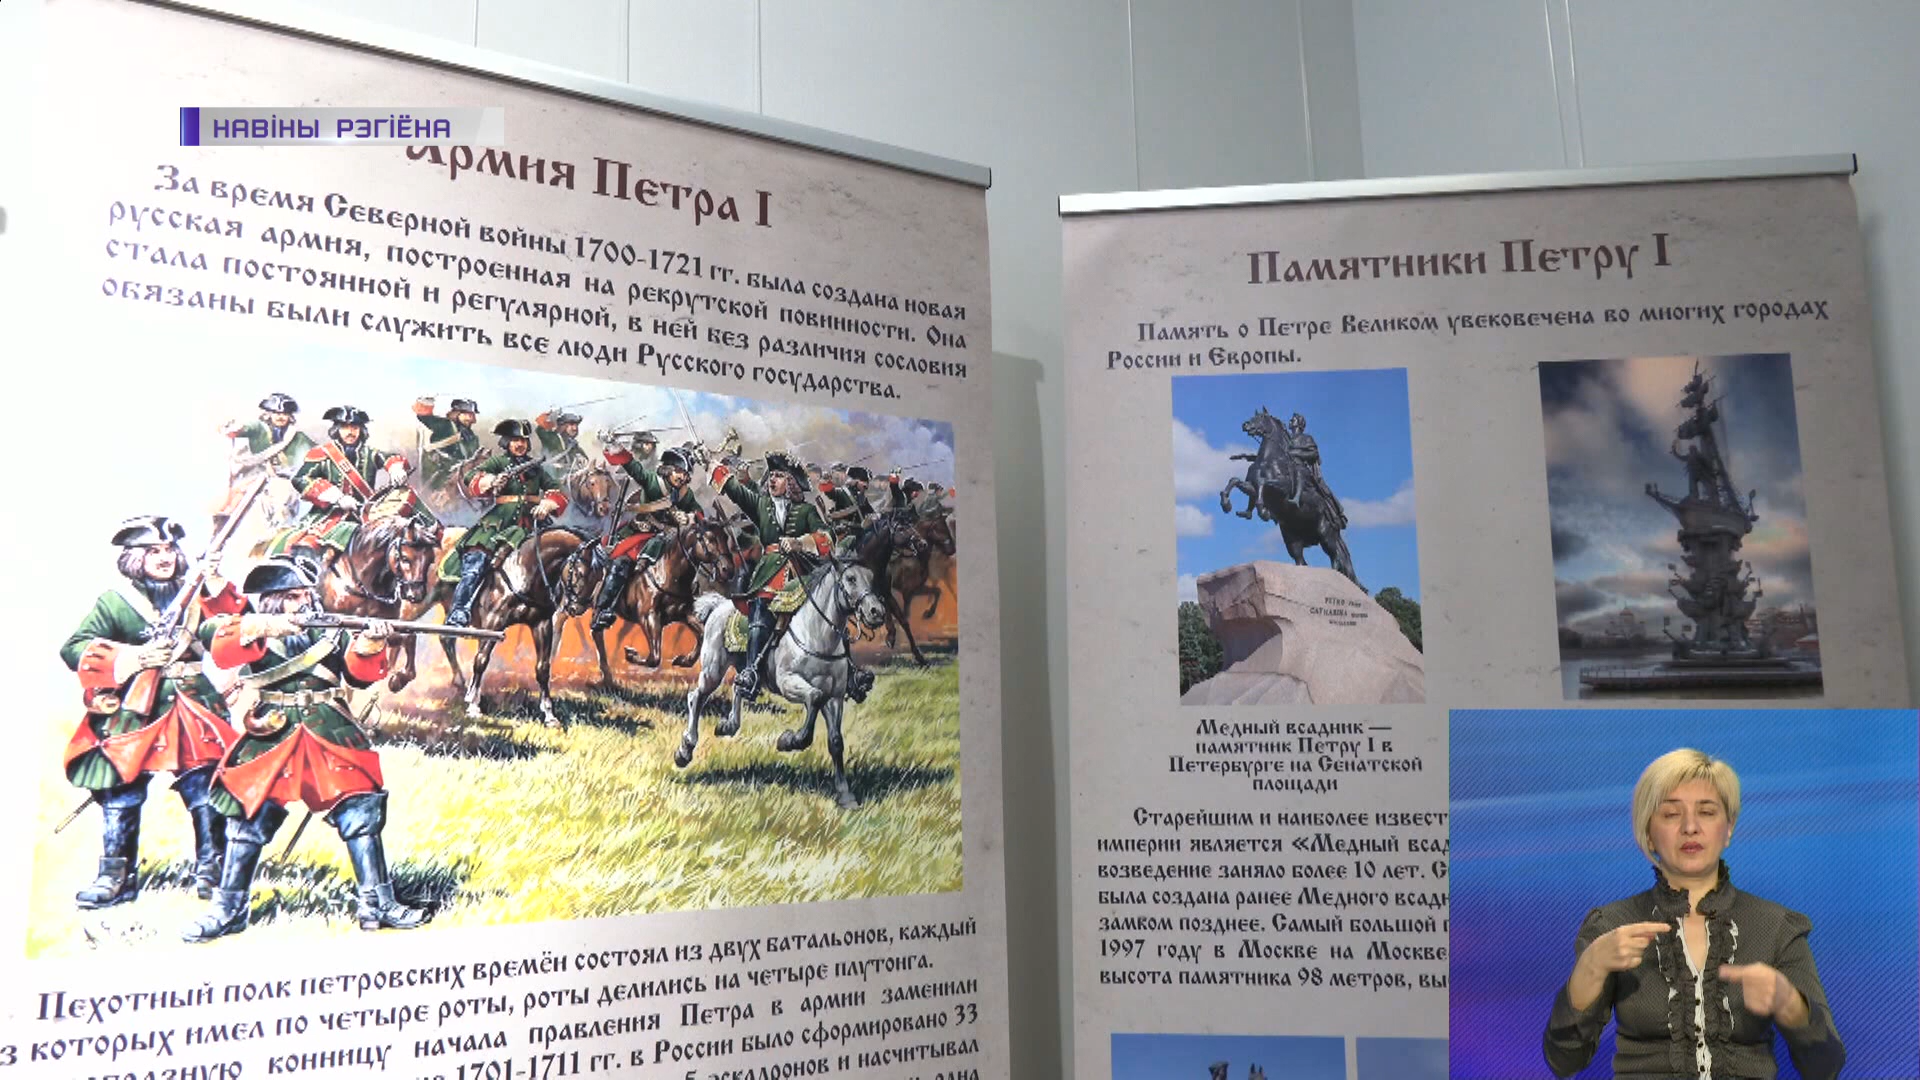 НАВІНЫ РЭГІЁНА
Армия Петра I
За время Северной войны 1700-1721 гг. была создана новая
русская армия, построенная на рекрутской повинности. Она
стала постоянной и регулярной, в ней без различия сословия
обязаны были служить все люди Русского государства.
Пехотный полк петровских времён состоял из двух батальонов, каждый
з которых имел по четыре роты, роты делились на четыре плутонга.
конницу начала правления Петра в армии заменили
1701-1711 гг. в России было сформировано 33
эскадронов и насчитывал
Памятники Петру I
Память о Петре Великом увековечена во многих городах
России и Европы.
Медный всадник —
памятник Петру I в
Петербурге на Сенатской
площади
Старейшим и наиболее извест
империи является «Медный всад
возведение заняло более 10 лет. С
была создана ранее Медного всадн
замком позднее. Самый большой п
1997 году в Москве на Москве
высота памятника 98 метров, выс